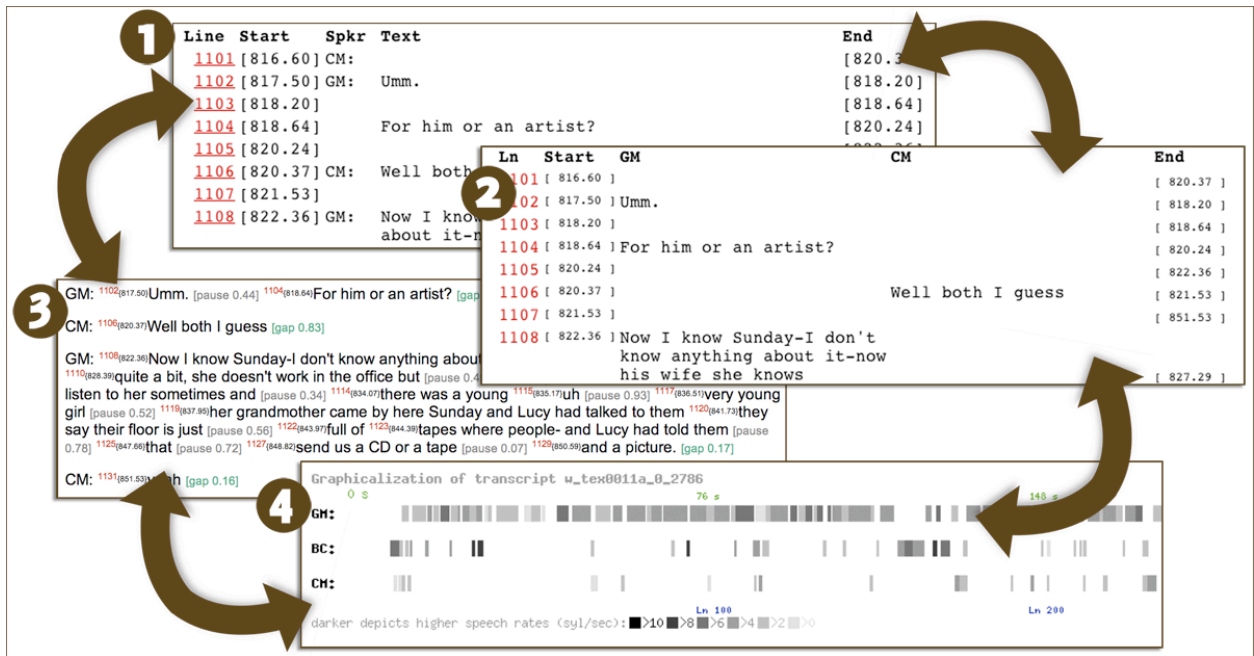 1
Line Start Spkr Text End
1101 [816.60] CM: [820.3
1102 [817.50] GM: Umm. [818.20]
1103 [818.20] [818.64]
1104 [818.64] For him or an artist? [820.24]
1105 [820.24]
1106 [820.37] CM: Well both
1107 [821.53]
1108 [822.36] GM: Now I know
about it-n
2
Ln Start GM CM End
101 [ 816.60 ] [ 820.37 ]
02 [ 817.50 ] Umm. [ 818.20 ]
1103 [ 818.20 ] [ 818.64 ]
1104 [ 818.64 ] For him or an artist? [ 820.24 ]
1105 [ 820.24 ] [ 822.36 ]
1106 [ 820.37 ] Well both I guess [ 821.53 ]
1107 [ 821.53 ] [ 851.53 ]
1108 [ 822.36 ] Now I know Sunday-I don't
know anything about it-now
his wife she knows [ 827.29 ]
3
GM: 1102(817.50)Umm. [pause 0.44] 1104(818.64)For him or an artist? [gap
CM: 1106(820.37)Well both I guess [gap 0.83]
GM: 1108(822.36)Now I know Sunday-I don't know anything about
1110(828.39)quite a bit, she doesn't work in the office but [pause 0.4
listen to her sometimes and [pause 0.34] 1114(834.07)there was a young 1115(835.17)uh [pause 0.93] 1117(836.51)very young
girl [pause 0.52] 1119(837.95)her grandmother came by here Sunday and Lucy had talked to them 1120(841.73)they
say their floor is just [pause 0.56] 1122(843.97)full of 1123(844.39)tapes where people- and Lucy had told them [pause
0.78] 1125(847.66)that [pause 0.72] 1127(848.82)send us a CD or a tape [pause 0.07] 1129(850.59)and a picture. [gap 0.17]
CM: 1131(851.53)y h [gap 0.16]
4
Graphicalization of transcript w_tex0011a_0_2786
0 s 76 s 148 s
GM:
BC:
CM:
Ln 100 Ln 200
darker depicts higher speech rates (syl/sec): >10 >8 >6 >4 >2 >0